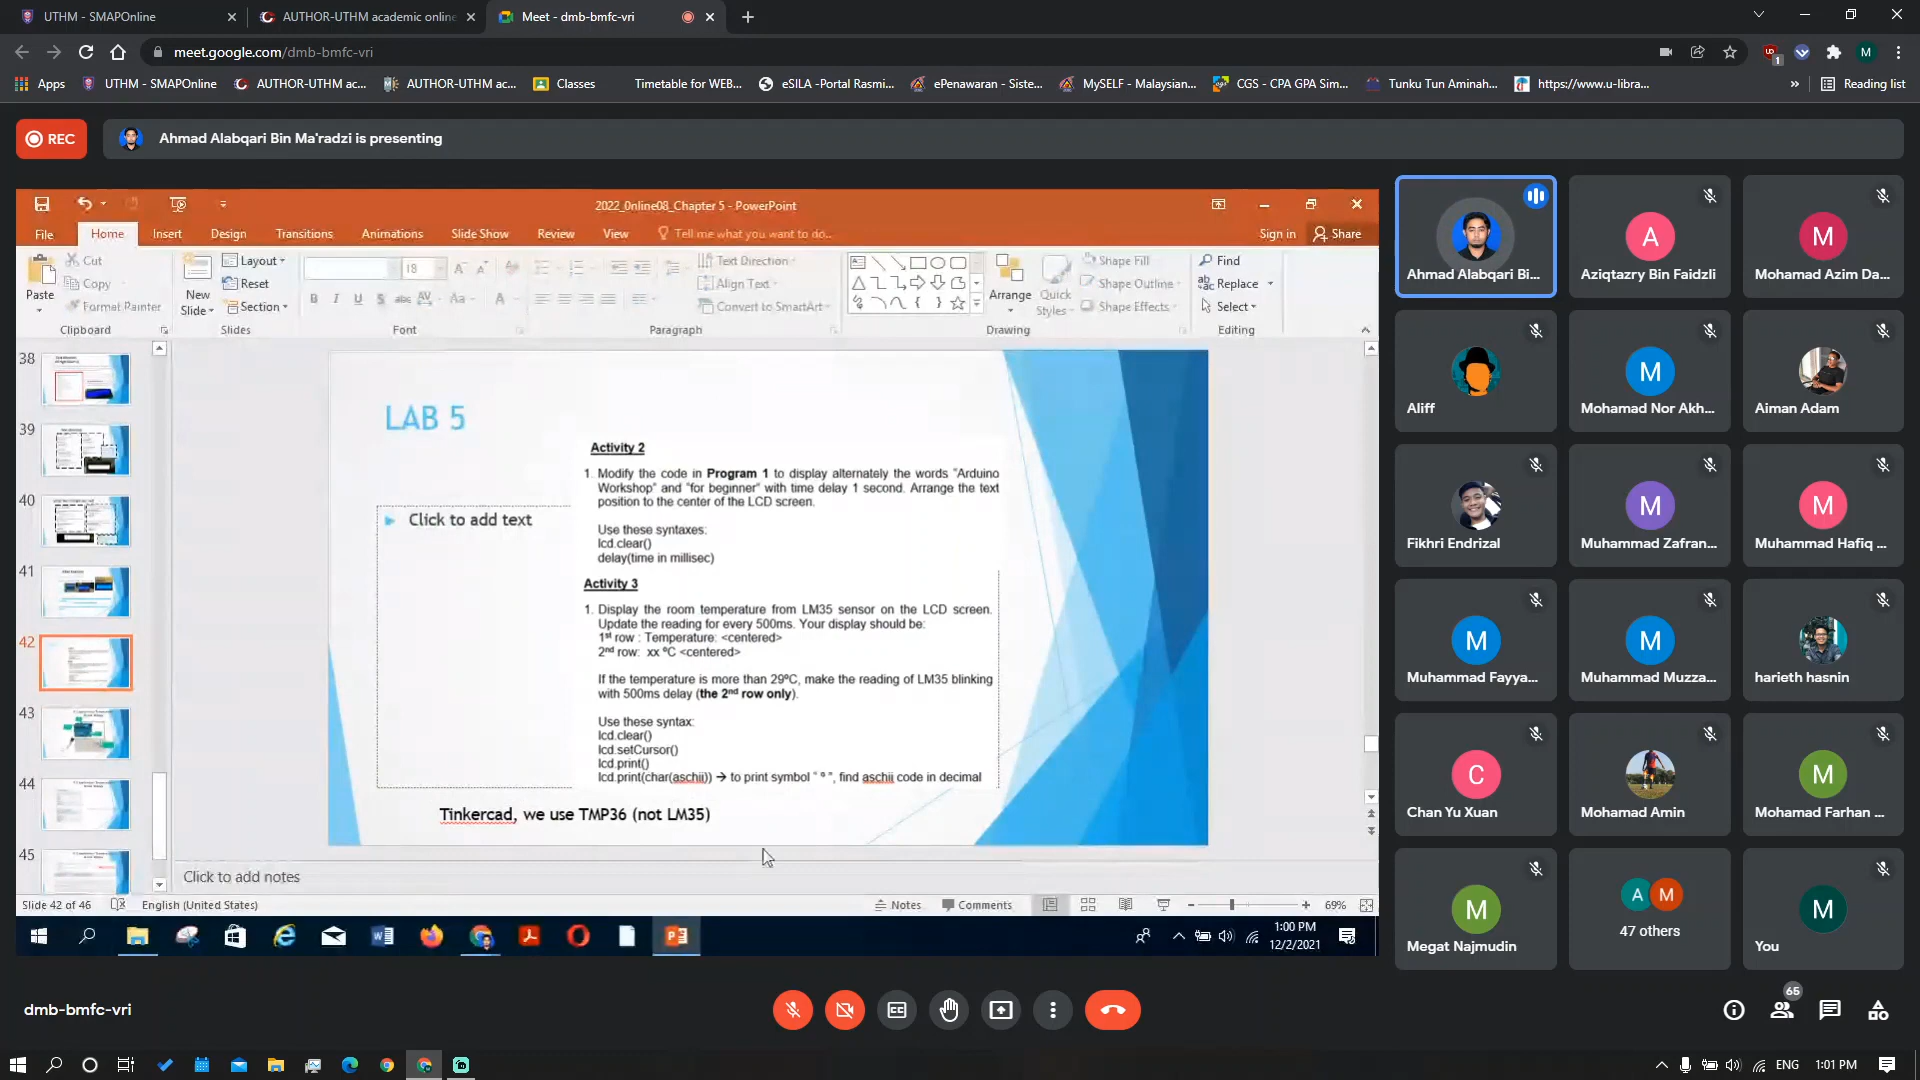 UTHM - SMAPOnline
AUTHOR-UTHM academic online
Meet - dmb-bmfc-vri
meet.google.com/dmb-bmfc-vri
Apps
UTHM - SMAPOnline
AUTHOR-UTHM ac...
AUTHOR-UTHM ac...
Classes
Timetable for WEB...
eSILA -Portal Rasmi...
ePenawaran - Siste...
MySELF - Malaysian...
CGS - CPA GPA Sim...
Tunku Tun Aminah...
https://www.u-libra...
Reading list
REC
Ahmad Alabqari Bin Ma'radzi is presenting
2022_0nline08_Chapter 5 - PowerPoint
File
Home
Insert
Design
Transitions
Animations
Slide Show
Review
View
Tell me what you want to do...
Sign in
Share
Paste
Cut
Copy
Format Painter
Clipboard
New
Slide
Layout
Reset
Section
Slides
18
Font
Text Direction
Align Text
Convert to SmartArt
Paragraph
Arrange
Quick
Styles
Shape Fill
Shape Outline
Shape Effects
Drawing
Find
Replace
Select
Editing
38
39
40
41
42
43
44
45
LAB 5
Click to add text
Activity 2
1. Modify the code in Program 1 to display alternately the words "Arduino
Workshop" and "for beginner" with time delay 1 second. Arrange the text
position to the center of the LCD screen.
Use these syntaxes:
lcd.clear()
delay(time in millisec)
Activity 3
1. Display the room temperature from LM35 sensor on the LCD screen.
Update the reading for every 500ms. Your display should be:
1st row : Temperature: <centered>
2nd row: xx ºC <centered>
If the temperature is more than 29ºC, make the reading of LM35 blinking
with 500ms delay (the 2nd row only).
Use these syntax:
lcd.clear()
lcd.setCursor()
lcd.print()
lcd.print(char(aschii)) → to print symbol " º ", find aschii code in decimal
Tinkercad, we use TMP36 (not LM35)
Click to add notes
Slide 42 of 46
English (United States)
Notes
Comments
69%
1:00 PM
12/2/2021
Ahmad Alabqari Bi...
Aziqtazry Bin Faidzli
Mohamad Azim Da...
Aliff
Mohamad Nor Akh...
Aiman Adam
Fikhri Endrizal
Muhammad Zafran...
Muhammad Hafiq ...
Muhammad Fayya...
Muhammad Muzza...
harieth hasnin
Chan Yu Xuan
Mohamad Amin
Mohamad Farhan ...
Megat Najmudin
47 others
You
dmb-bmfc-vri
65
ENG
1:01 PM